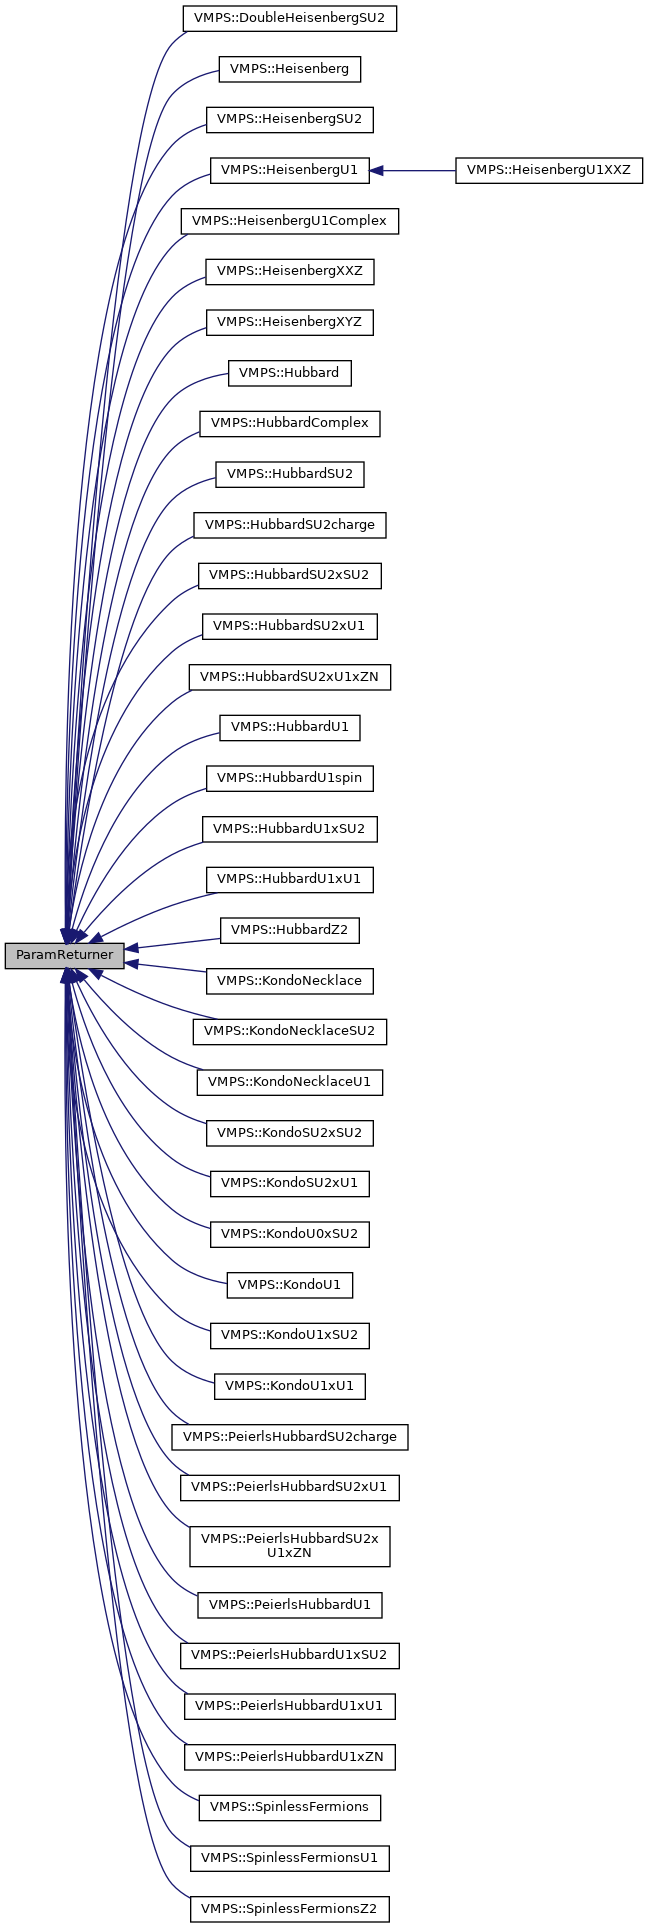 VMPS::DoubleHeisenbergSU2
VMPS::Heisenberg
VMPS::HeisenbergSU2
VMPS::HeisenbergU1
VMPS::HeisenbergU1XXZ
VMPS::HeisenbergU1Complex
VMPS::HeisenbergXXZ
VMPS::HeisenbergXYZ
VMPS::Hubbard
VMPS::HubbardComplex
VMPS::HubbardSU2
VMPS::HubbardSU2charge
VMPS::HubbardSU2xSU2
VMPS::HubbardSU2xU1
VMPS::HubbardSU2xU1xZN
VMPS::HubbardU1
VMPS::HubbardU1spin
VMPS::HubbardU1xSU2
VMPS::HubbardU1xU1
VMPS::HubbardZ2
ParamReturner
VMPS::KondoNecklace
VMPS::KondoNecklaceSU2
VMPS::KondoNecklaceU1
VMPS::KondoSU2xSU2
VMPS::KondoSU2xU1
VMPS::KondoU0xSU2
VMPS::KondoU1
VMPS::KondoU1xSU2
VMPS::KondoU1xU1
VMPS::PeierlsHubbardSU2charge
VMPS::PeierlsHubbardSU2xU1
VMPS::PeierlsHubbardSU2x
U1xZN
VMPS::PeierlsHubbardU1
VMPS::PeierlsHubbardU1xSU2
VMPS::PeierlsHubbardU1xU1
VMPS::PeierlsHubbardU1xZN
VMPS::SpinlessFermions
VMPS::SpinlessFermionsU1
VMPS::SpinlessFermionsZ2